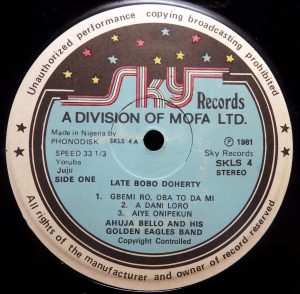 Unauthorized performance copying broadcasting prohibited
Sky Records
A DIVISION OF MOFA LTD.
Made in Nigeria by
PHONODISK SKLS 4 A
Ⓟ 1981
SPEED 33 1/3
Sky Records
Yoruba
SKLS 4
Juju
STEREO
SIDE ONE
LATE BOBO DOHERTY
1. GBEMI RO, OBA TO DA MI
2. A DANI LORO
3. AIYE ONIPEKUN
AHUJA BELLO AND HIS
GOLDEN EAGLES BAND
Copyright Controlled
All rights of the manufacturer and owner of record reserved